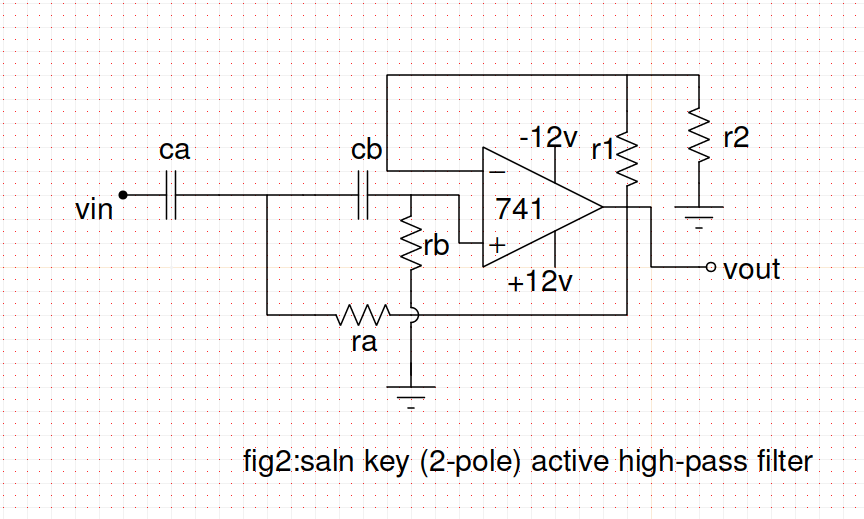 -12v
r1
r2
ca
cb
vin
741
rb
+12v
vout
ra
fig2:saln key (2-pole) active high-pass filter